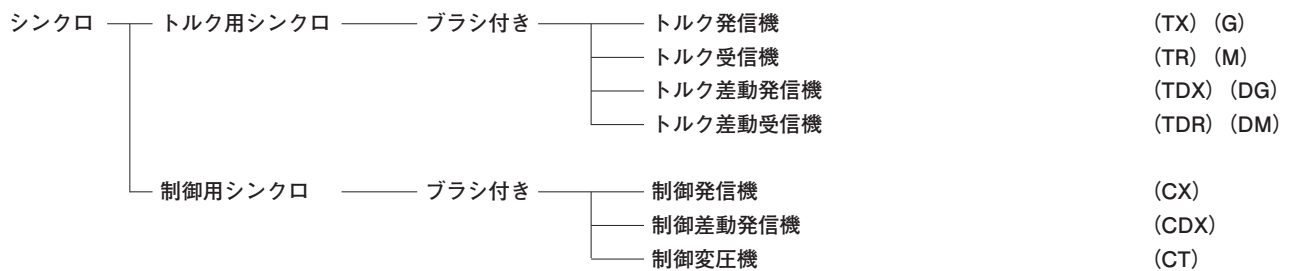 シンクロ トルク用シンクロ ブラシ付き トルク発信機 （TX）（G）
トルク受信機 （TR）（M）
トルク差動発信機 （TDX）（DG）
トルク差動受信機 （TDR）（DM）
制御用シンクロ ブラシ付き 制御発信機 （CX）
制御差動発信機 （CDX）
制御変圧機 （CT）